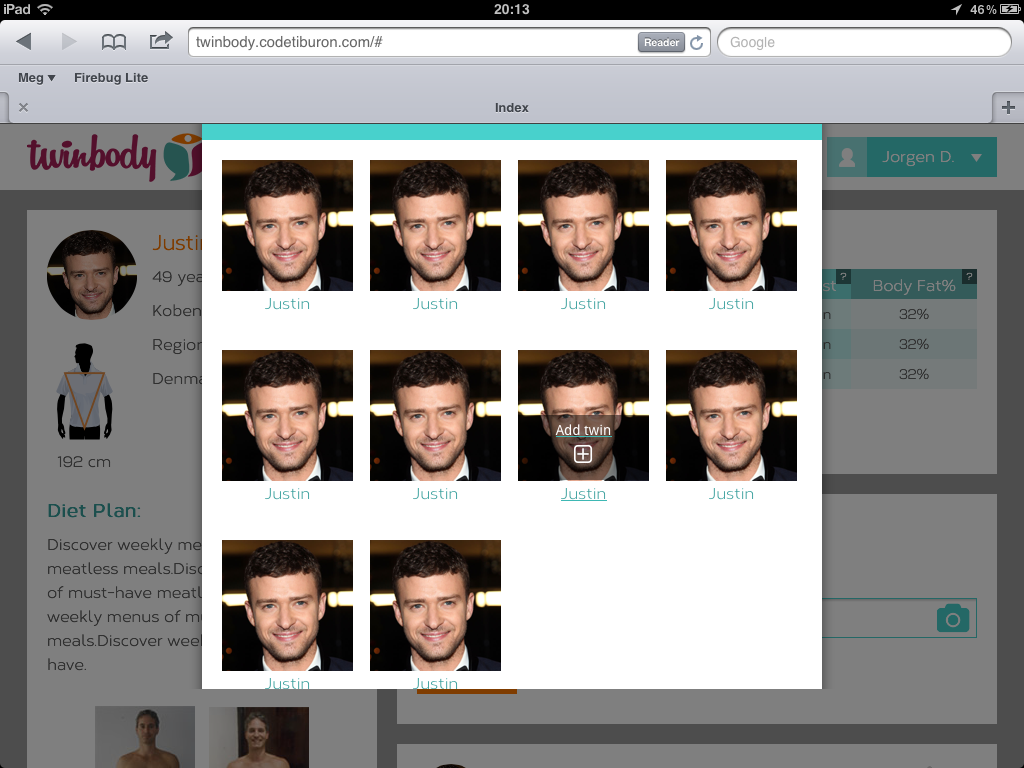 iPad
20:13
46%
twinbody.codetiburon.com/#
Reader
Google
Meg
Firebug Lite
Index
twinbody
Jorgen D.
Justin
Justin
Justin
Justin
Justi
49 yea
Koben
Region
Denma
192 cm
st ?
Body Fat% ?
n 32%
n 32%
n 32%
Add twin
Justin
Justin
Justin
Justin
Diet Plan:
Discover weekly me
meatless meals.Disc
of must-have meatl
weekly menus of mu
meals.Discover week
have.
Justin
Justin